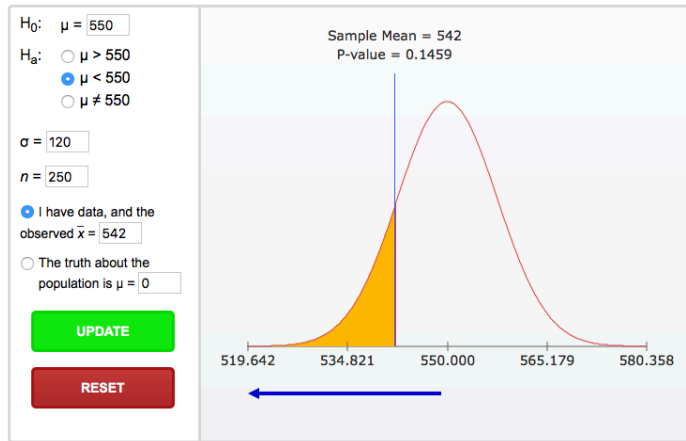 H0: μ = 550
Ha: μ > 550
μ < 550
μ ≠ 550
σ = 120
n = 250
I have data, and the
observed x̅ = 542
The truth about the
population is μ = 0
UPDATE
RESET
Sample Mean = 542
P-value = 0.1459
519.642 534.821 550.000 565.179 580.358